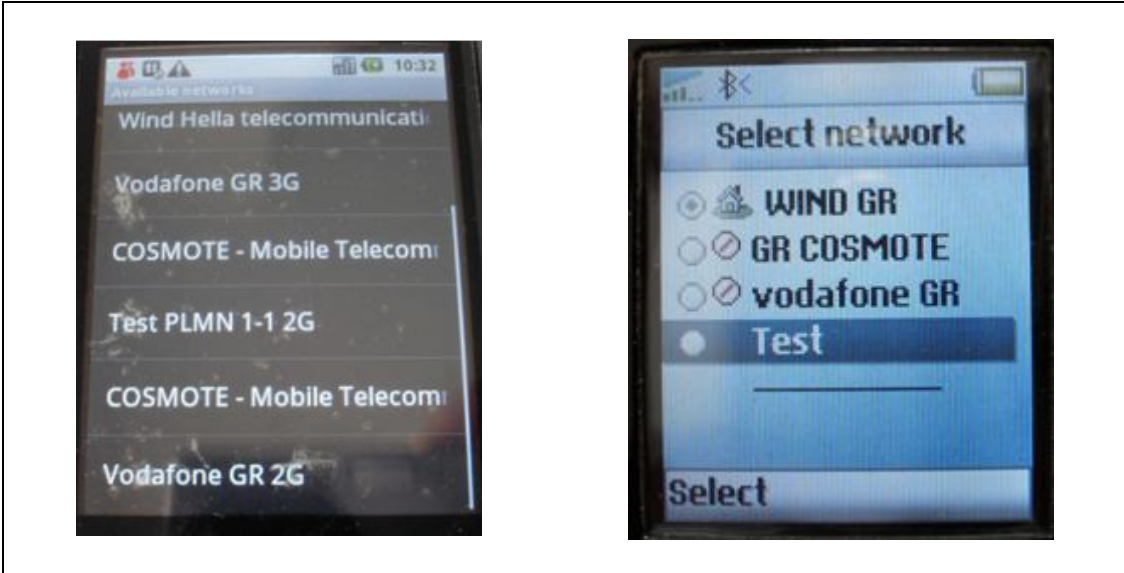 10:32
Available networks
Wind Hella telecommunicati
Vodafone GR 3G
COSMOTE - Mobile Telecom
Test PLMN 1-1 2G
COSMOTE - Mobile Telecom
Vodafone GR 2G
Select network
WIND GR
GR COSMOTE
vodafone GR
Test
Select